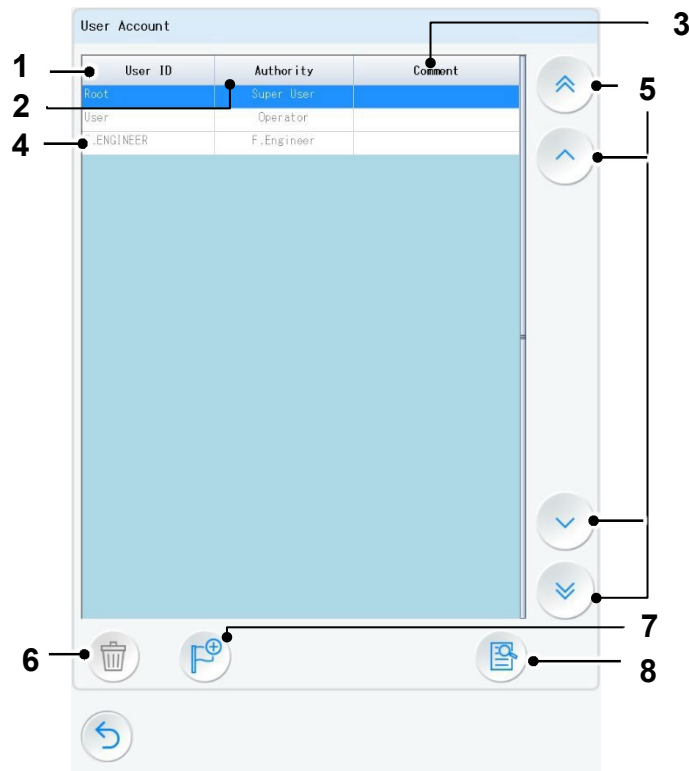 User Account
3
1
User ID Authority Comment
5
Root Super User
2
User Operator
4
.ENGINEER F.Engineer
7
6
8